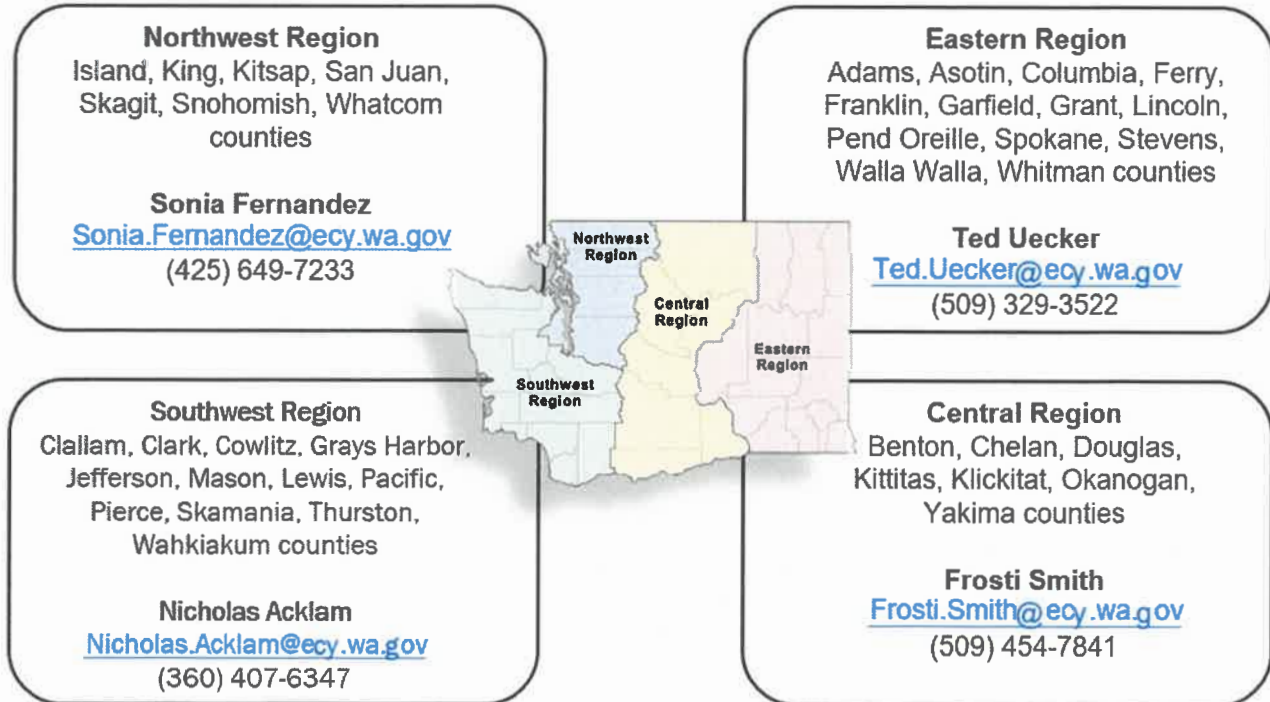 Northwest Region
Island, King, Kitsap, San Juan,
Skagit, Snohomish, Whatcom
counties
Sonia Fernandez
Sonia.Fernandez@ecy.wa.gov
(425) 649-7233
Eastern Region
Adams, Asotin, Columbia, Ferry,
Franklin, Garfield, Grant, Lincoln,
Pend Oreille, Spokane, Stevens,
Walla Walla, Whitman counties
Ted Uecker
Ted.Uecker@ecy.wa.gov
(509) 329-3522
Northwest
Region
Central
Region
Eastern
Region
Southwest
Region
Southwest Region
Clallam, Clark, Cowlitz, Grays Harbor,
Jefferson, Mason, Lewis, Pacific,
Pierce, Skamania, Thurston,
Wahkiakum counties
Nicholas Acklam
Nicholas.Acklam@ecy.wa.gov
(360) 407-6347
Central Region
Benton, Chelan, Douglas,
Kittitas, Klickitat, Okanogan,
Yakima counties
Frosti Smith
Frosti.Smith@ecy.wa.gov
(509) 454-7841